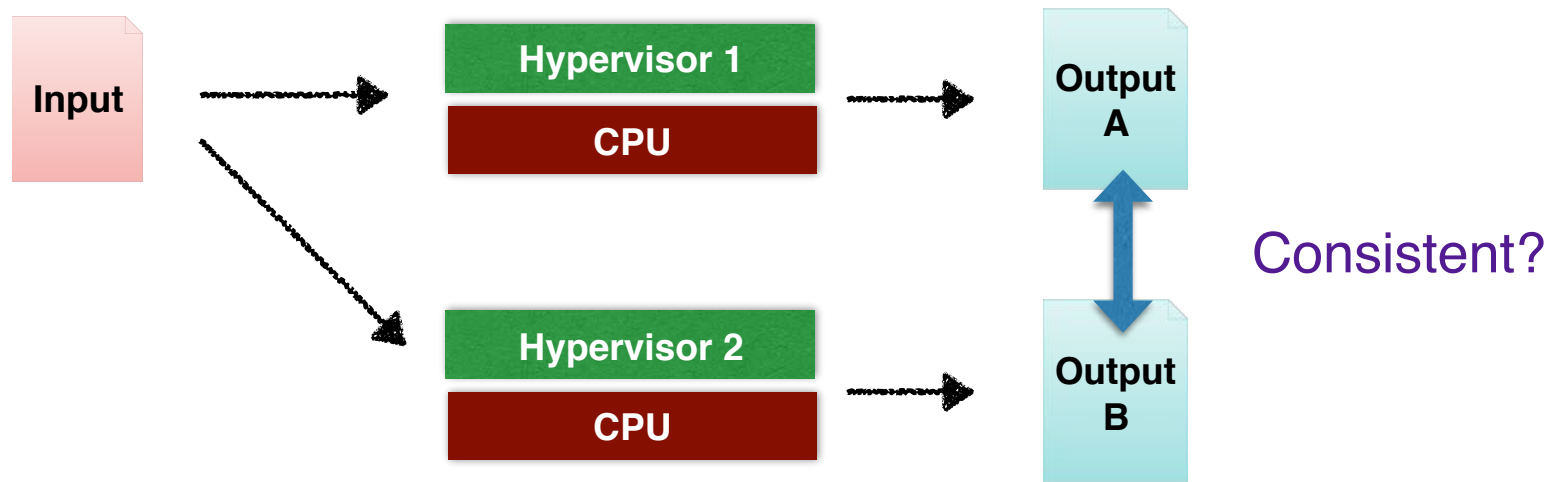 Input
Hypervisor 1
CPU
Output
A
Consistent?
Hypervisor 2
CPU
Output
B